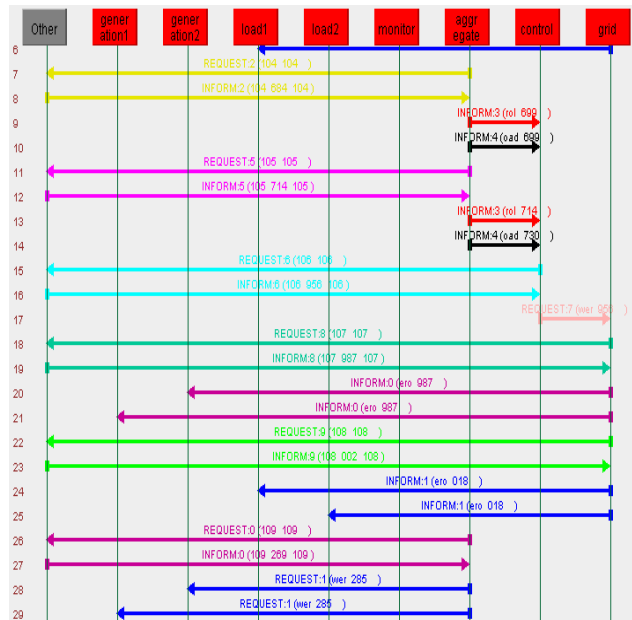 Other
gener
ation1
gener
ation2
load1
load2
monitor
aggr
egate
control
grid
6
7 REQUEST:2 (104 104 )
8 INFORM:2 (104 684 104)
9 INFORM:3 (rol 699 )
10 INFORM:4 (oad 699 )
11 REQUEST:5 (105 105 )
12 INFORM:5 (105 714 105)
13 INFORM:3 (rol 714 )
14 INFORM:4 (oad 730 )
15 REQUEST:6 (106 106 )
16 INFORM:6 (106 956 106 )
17 REQUEST:7 (wer 956 )
18 REQUEST:8 (107 107 )
19 INFORM:8 (107 987 107)
20 INFORM:0 (ero 987 )
21 INFORM:0 (ero 987 )
22 REQUEST:9 (108 108 )
23 INFORM:9 (108 002 108)
24 INFORM:1 (ero 018 )
25 INFORM:1 (ero 018 )
26 REQUEST:0 (109 109 )
27 INFORM:0 (109 269 109)
28 REQUEST:1 (wer 285 )
29 REQUEST:1 (wer 285 )